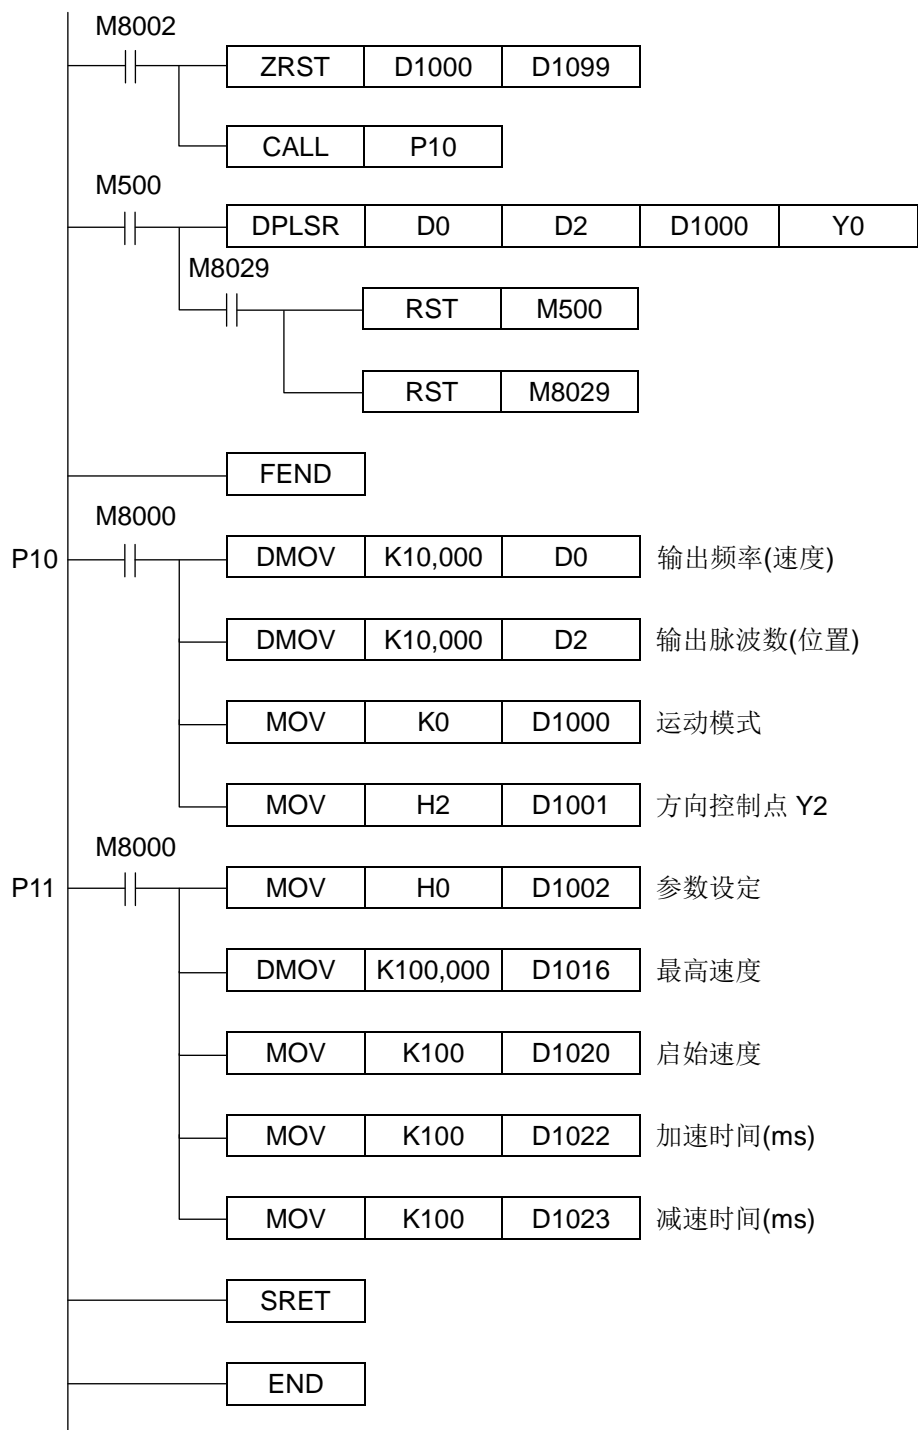 M8002
ZRST D1000 D1099
CALL P10
M500
DPLSR D0 D2 D1000 Y0
M8029
RST M500
RST M8029
FEND
M8000
P10 DMOV K10,000 D0 输出频率(速度)
DMOV K10,000 D2 输出脉波数(位置)
MOV K0 D1000 运动模式
MOV H2 D1001 方向控制点 Y2
M8000
P11 MOV H0 D1002 参数设定
DMOV K100,000 D1016 最高速度
MOV K100 D1020 启始速度
MOV K100 D1022 加速时间(ms)
MOV K100 D1023 减速时间(ms)
SRET
END